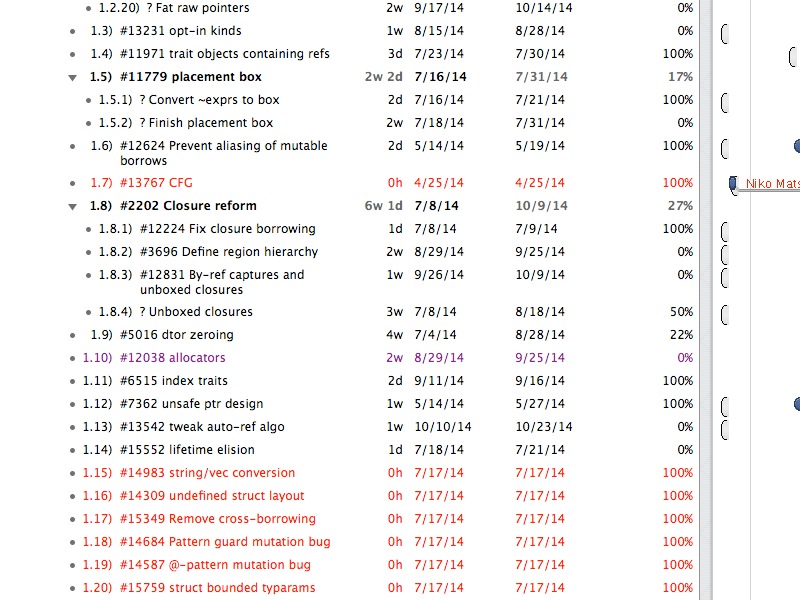 1.2.20) ? Fat raw pointers 2w 9/17/14 10/14/14 0%
1.3) #13231 opt-in kinds 1w 8/15/14 8/28/14 0%
1.4) #11971 trait objects containing refs 3d 7/23/14 7/30/14 100%
1.5) #11779 placement box 2w 2d 7/16/14 7/31/14 17%
1.5.1) ? Convert ~exprs to box 2d 7/16/14 7/21/14 100%
1.5.2) ? Finish placement box 2w 7/18/14 7/31/14 0%
1.6) #12624 Prevent aliasing of mutable 2d 5/14/14 5/19/14 100%
borrows
1.7) #13767 CFG 0h 4/25/14 4/25/14 100% Niko Mats
1.8) #2202 Closure reform 6w 1d 7/8/14 10/9/14 27%
1.8.1) #12224 Fix closure borrowing 1d 7/8/14 7/9/14 100%
1.8.2) #3696 Define region hierarchy 2w 8/29/14 9/25/14 0%
1.8.3) #12831 By-ref captures and 1w 9/26/14 10/9/14 0%
unboxed closures
1.8.4) ? Unboxed closures 3w 7/8/14 8/18/14 50%
1.9) #5016 dtor zeroing 4w 7/4/14 8/28/14 22%
1.10) #12038 allocators 2w 8/29/14 9/25/14 0%
1.11) #6515 index traits 2d 9/11/14 9/16/14 100%
1.12) #7362 unsafe ptr design 1w 5/14/14 5/27/14 100%
1.13) #13542 tweak auto-ref algo 1w 10/10/14 10/23/14 0%
1.14) #15552 lifetime elision 1d 7/18/14 7/21/14 0%
1.15) #14983 string/vec conversion 0h 7/17/14 7/17/14 100%
1.16) #14309 undefined struct layout 0h 7/17/14 7/17/14 100%
1.17) #15349 Remove cross-borrowing 0h 7/17/14 7/17/14 100%
1.18) #14684 Pattern guard mutation bug 0h 7/17/14 7/17/14 100%
1.19) #14587 @-pattern mutation bug 0h 7/17/14 7/17/14 100%
1.20) #15759 struct bounded typarams 0h 7/17/14 7/17/14 100%